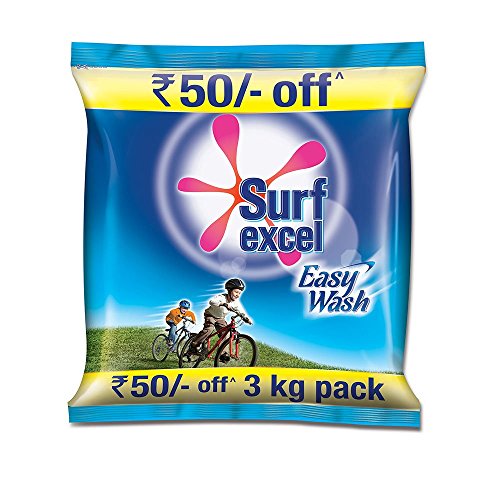 ₹50/- off^
Surf
excel
Easy
Wash
₹50/- off^ 3 kg pack